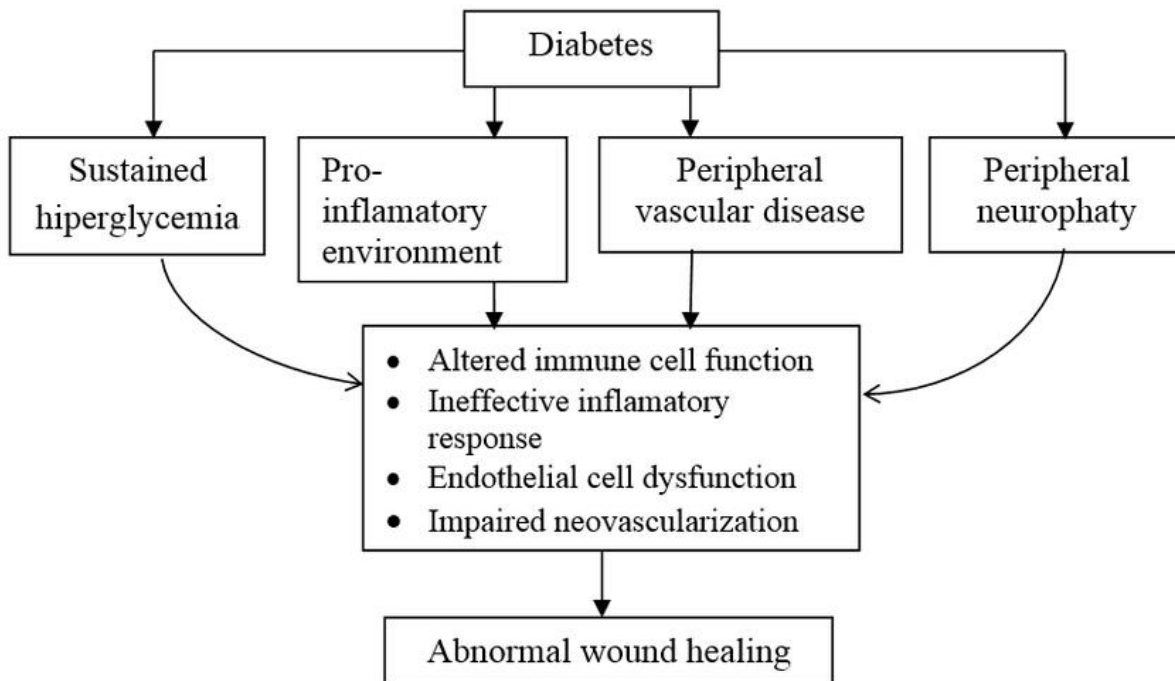 Diabetes
Sustained
hiperglycemia
Pro-
inflamatory
environment
Peripheral
vascular disease
Peripheral
neurophaty
• Altered immune cell function
• Ineffective inflamatory
response
• Endothelial cell dysfunction
• Impaired neovascularization
Abnormal wound healing